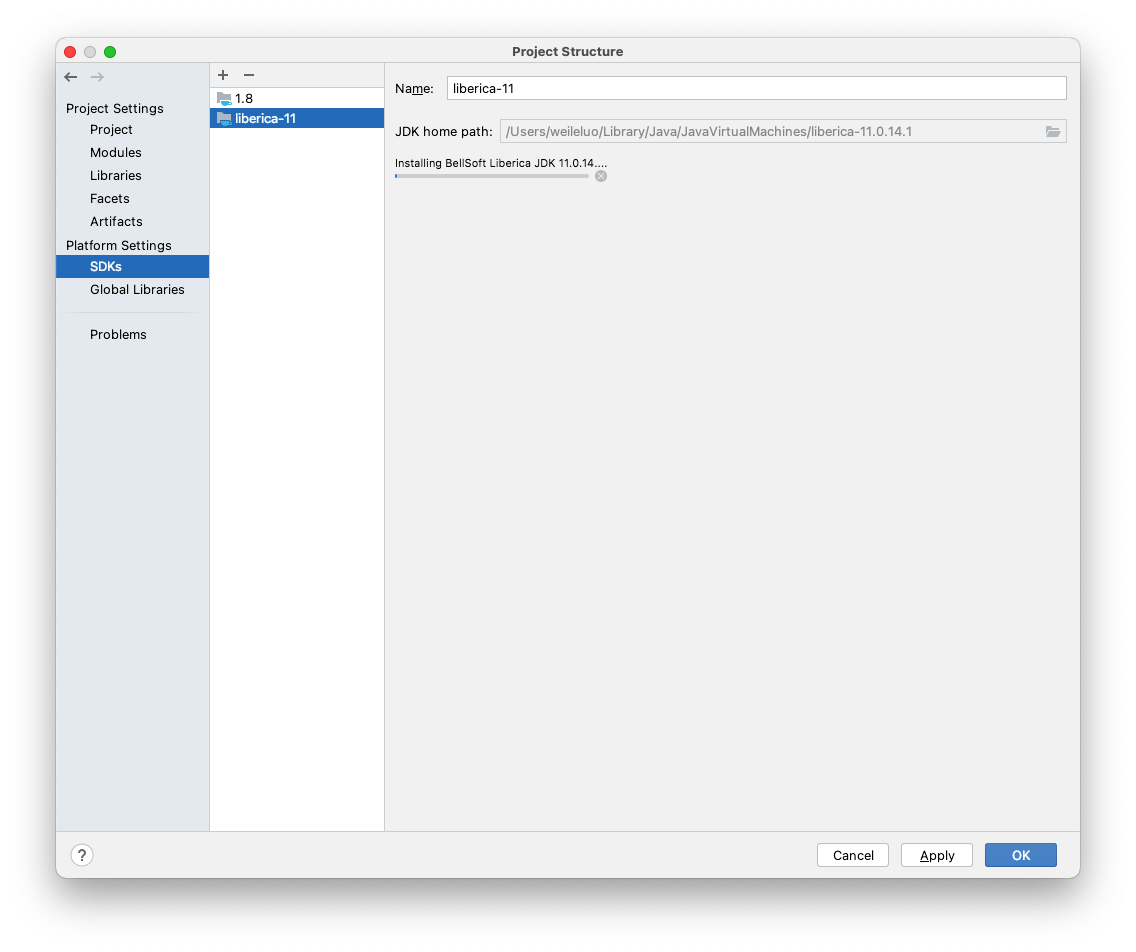 Project Structure
Project Settings
Project
Modules
Libraries
Facets
Artifacts
Platform Settings
SDKs
Global Libraries
Problems
1.8
liberica-11
Name: liberica-11
JDK home path: /Users/weileluo/Library/Java/JavaVirtualMachines/liberica-11.0.14.1
Installing BellSoft Liberica JDK 11.0.14....
? Cancel Apply OK